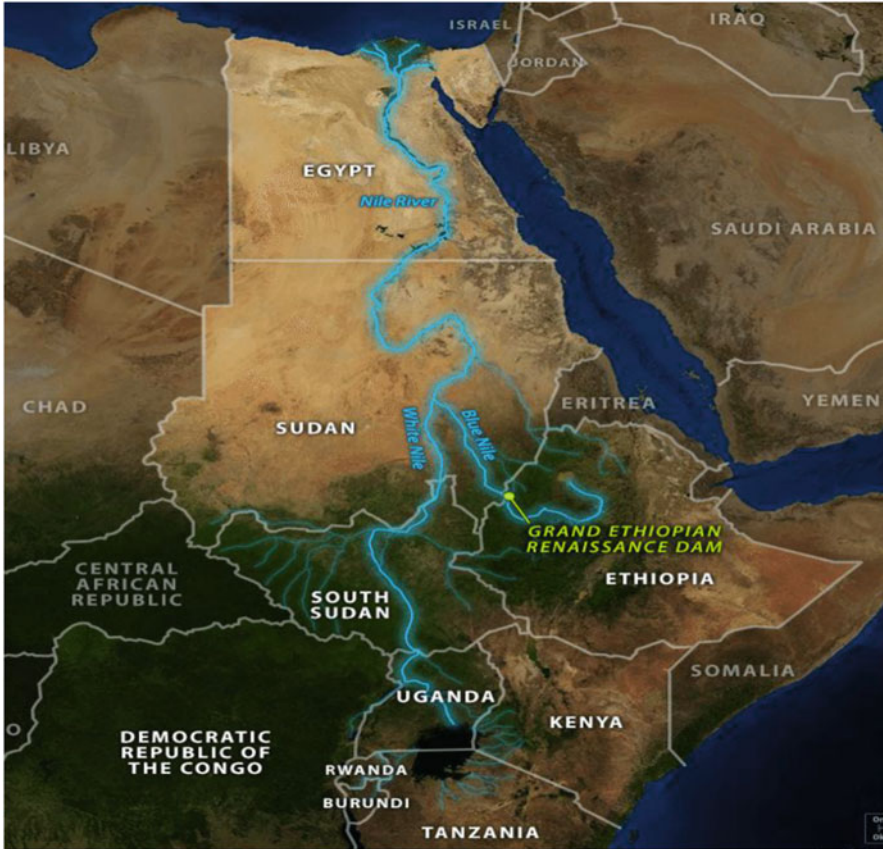 ISRAEL
IRAQ
JORDAN
LIBYA
EGYPT
Nile River
SAUDI ARABIA
CHAD
SUDAN
White Nile
Blue Nile
ERITREA
YEMEN
GRAND ETHIOPIAN
RENAISSANCE DAM
CENTRAL
AFRICAN
REPUBLIC
ETHIOPIA
SOUTH
SUDAN
SOMALIA
UGANDA
KENYA
DEMOCRATIC
REPUBLIC OF
THE CONGO
O
RWANDA
BURUNDI
TANZANIA